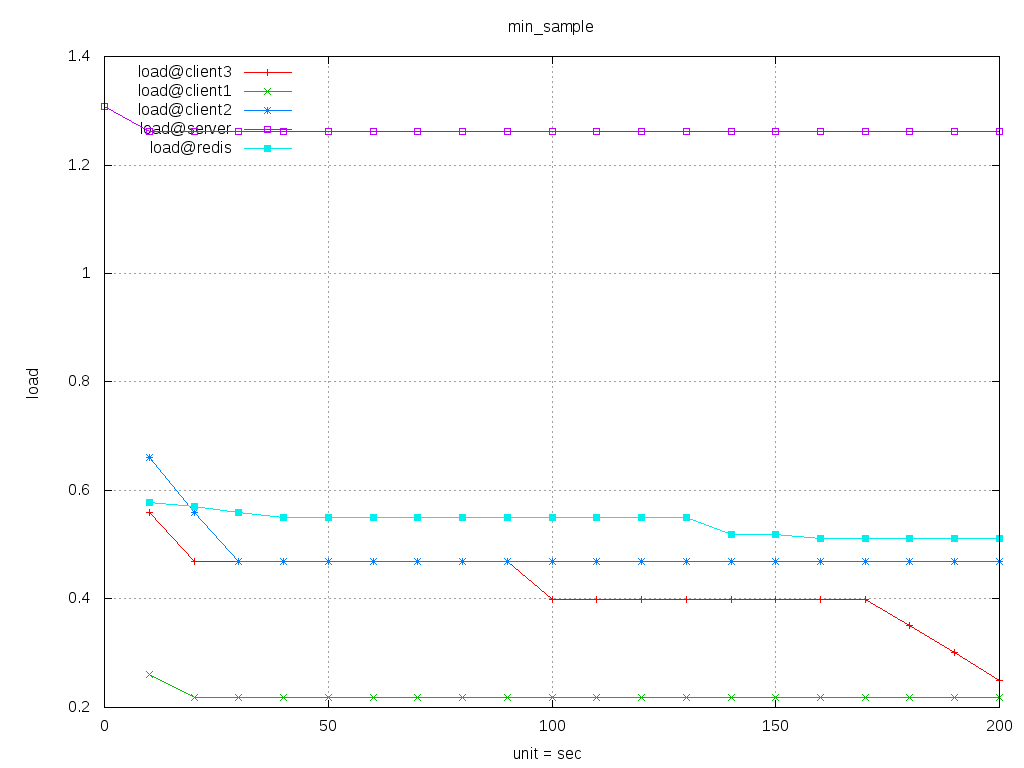 min_sample
1.4
load@client3
load@client1
load@client2
load@server
load@redis
1.2
1
load
0.8
0.6
0.4
0.2
0 50 100 150 200
unit = sec